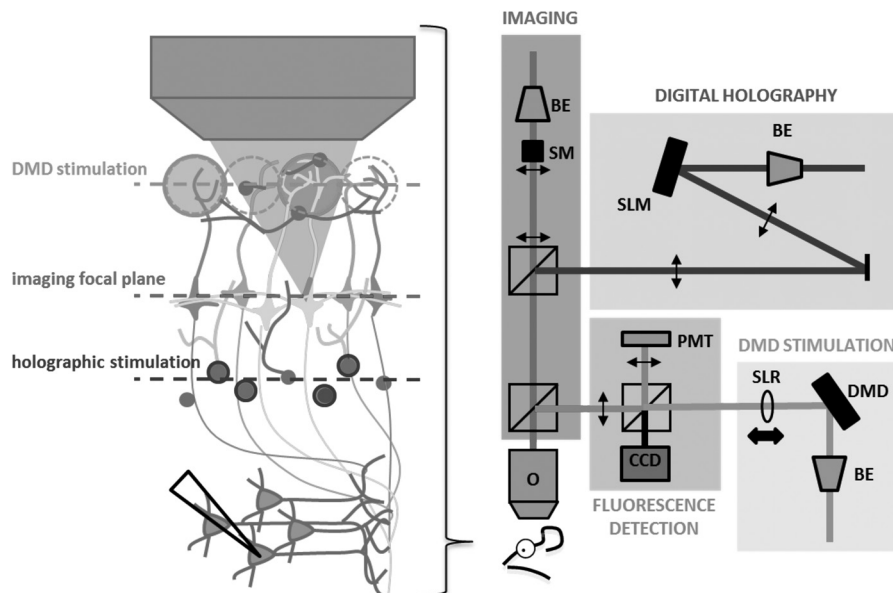 IMAGING
DIGITAL HOLOGRAPHY
BE
BE
DMD stimulation
SM
SLM
imaging focal plane
holographic stimulation
PMT
DMD STIMULATION
SLR
DMD
CCD
O
BE
FLUORESCENCE
DETECTION